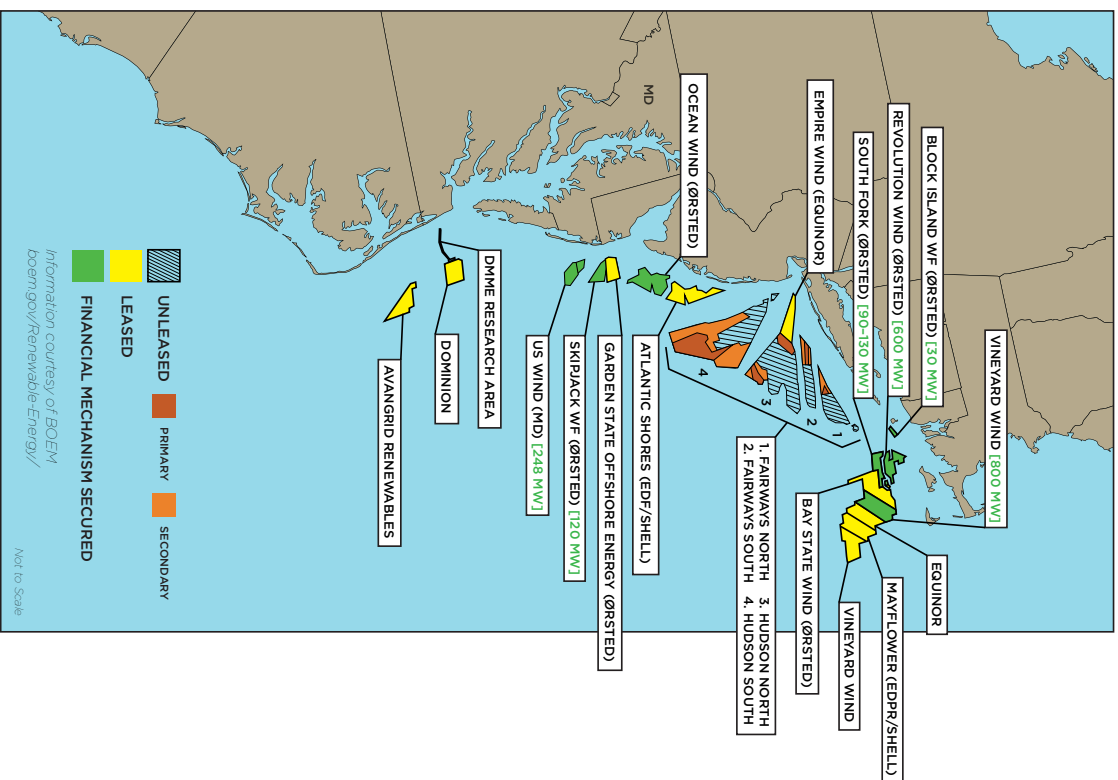 VINEYARD WIND [800 MW]
BLOCK ISLAND WF (ØRSTED) [30 MW]
REVOLUTION WIND (ØRSTED) [600 MW]
SOUTH FORK (ØRSTED) [90-130 MW]
EMPIRE WIND (EQUINOR)
OCEAN WIND (ØRSTED)
MD
EQUINOR
MAYFLOWER (EDPR/SHELL)
VINEYARD WIND
BAY STATE WIND (ØRSTED)
1
2
3
4
1. FAIRWAYS NORTH 3. HUDSON NORTH
2. FAIRWAYS SOUTH 4. HUDSON SOUTH
ATLANTIC SHORES (EDF/SHELL)
GARDEN STATE OFFSHORE ENERGY (ØRSTED)
SKIPJACK WF (ØRSTED) [120 MW]
US WIND (MD) [248 MW]
DMME RESEARCH AREA
DOMINION
AVANGRID RENEWABLES
UNLEASED PRIMARY SECONDARY
LEASED
FINANCIAL MECHANISM SECURED
Information courtesy of BOEM
boem.gov/Renewable-Energy/
Not to Scale